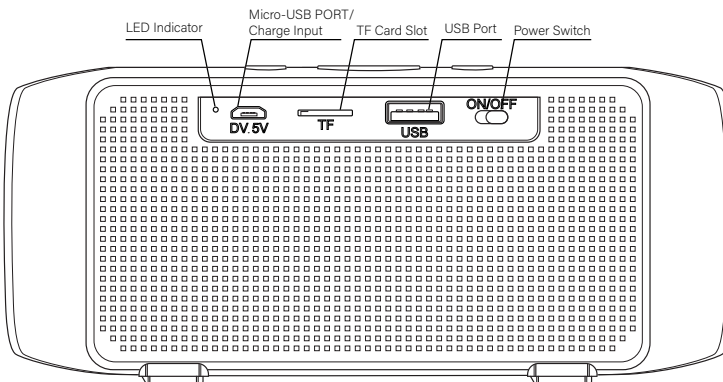 LED Indicator
Micro-USB PORT/
Charge Input
TF Card Slot
USB Port
Power Switch
DV.5V
TF
USB
ON/OFF